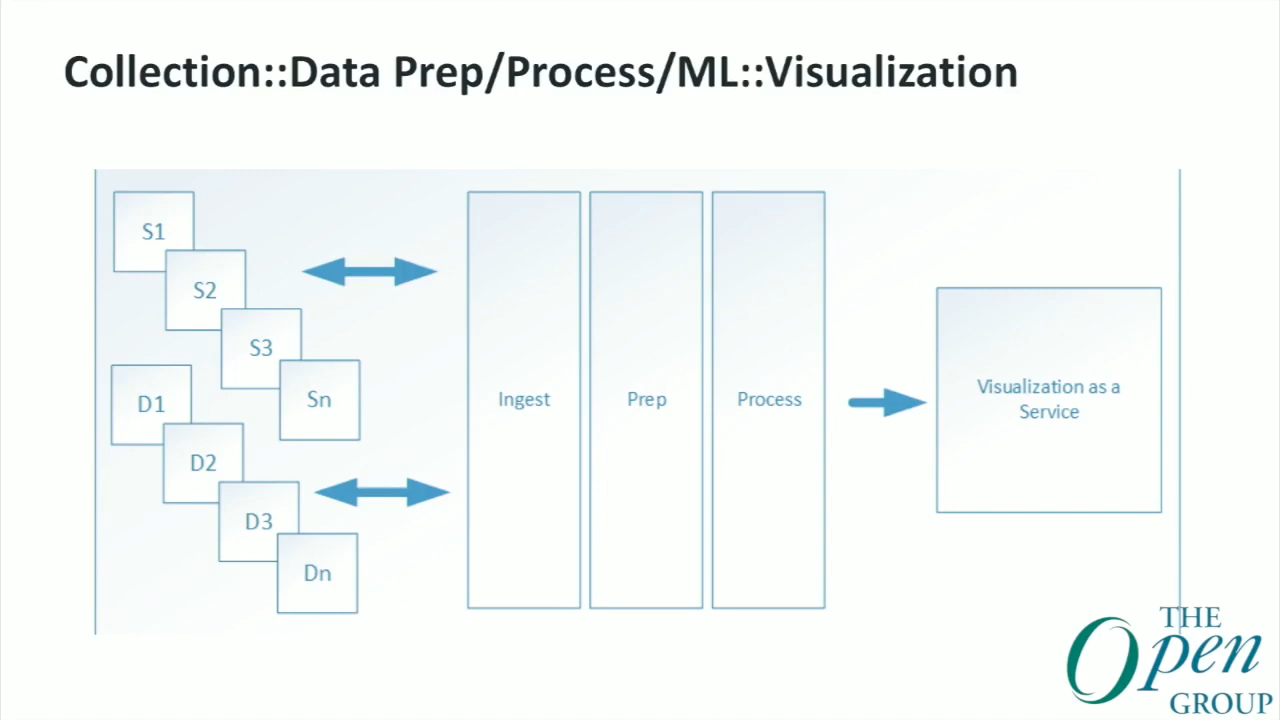 Collection::Data Prep/Process/ML::Visualization
S1
S2
S3
Sn
D1
D2
D3
Dn
Ingest
Prep
Process
Visualization as a
Service
THE
Open
GROUP